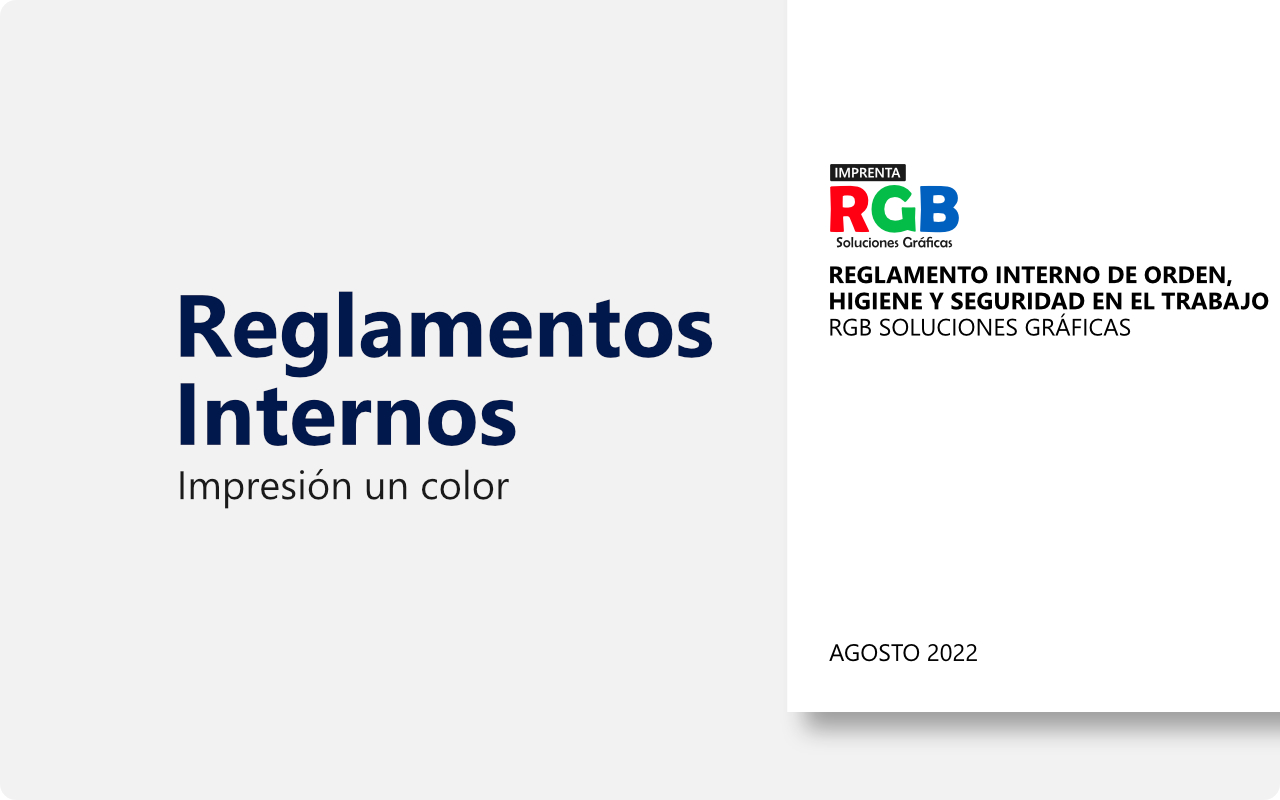 Reglamentos
Internos
Impresión un color
IMPRENTA
RGB
Soluciones Gráficas
REGLAMENTO INTERNO DE ORDEN,
HIGIENE Y SEGURIDAD EN EL TRABAJO
RGB SOLUCIONES GRÁFICAS
AGOSTO 2022